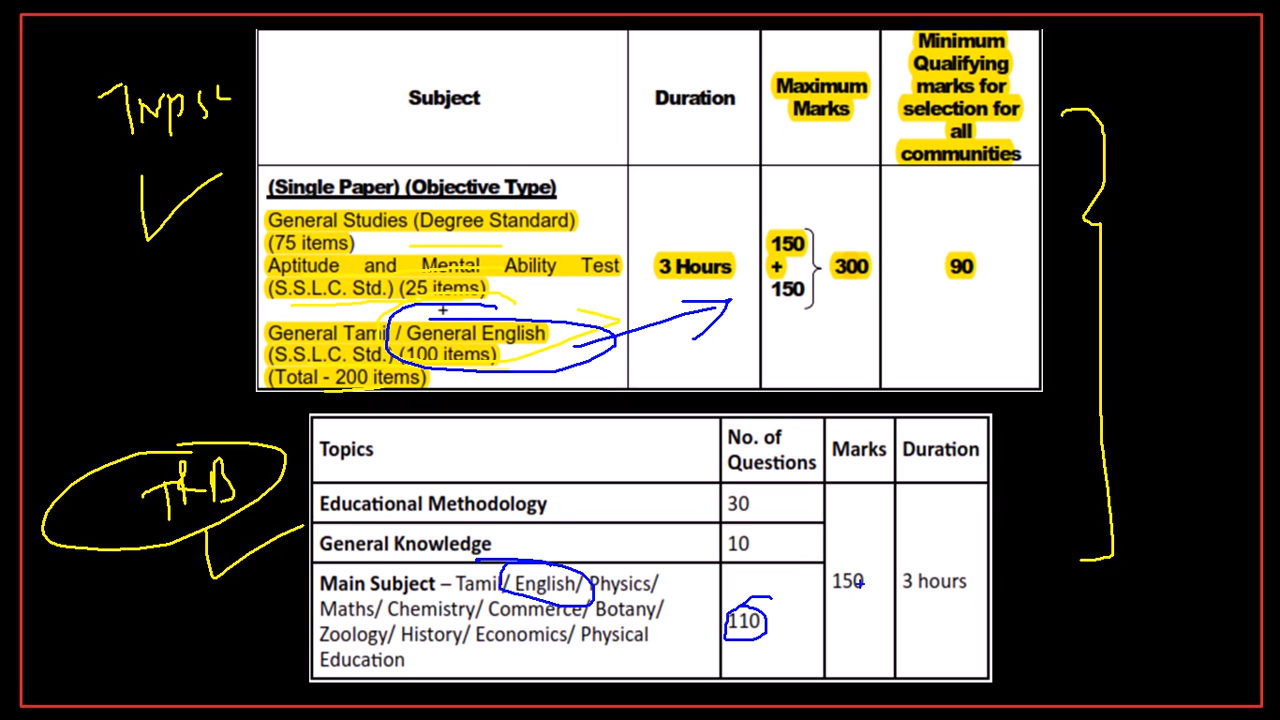 TNPSC
Subject
Duration
Maximum
Marks
Minimum
Qualifying
marks for
selection for
all
communities
(Single Paper) (Objective Type)
General Studies (Degree Standard)
(75 items)
Aptitude and Mental Ability Test
(S.S.L.C. Std.) (25 items)
+
General Tamil / General English
(S.S.L.C. Std.) (100 items)
(Total - 200 items)
3 Hours
150
+
150
300
90
TRB
Topics
No. of
Questions
Marks
Duration
Educational Methodology
30
General Knowledge
10
Main Subject – Tamil/ English/ Physics/
Maths/ Chemistry/ Commerce/ Botany/
Zoology/ History/ Economics/ Physical
Education
110
150
3 hours